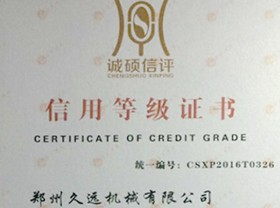 诚硕信评
CHENGSHUO XINPING
信用等级证书
CERTIFICATE OF CREDIT GRADE
统一编号：CSXP2016T0326
郑州久远机械有限公司